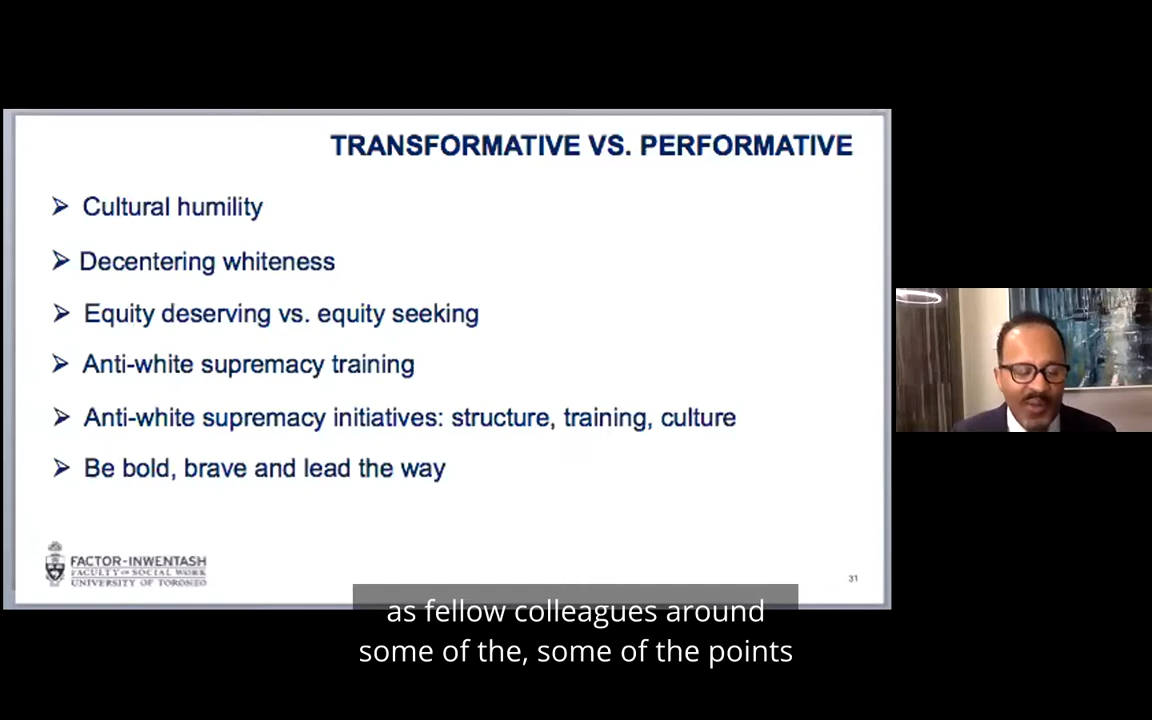 TRANSFORMATIVE VS. PERFORMATIVE
Cultural humility
Decentering whiteness
Equity deserving vs. equity seeking
Anti-white supremacy training
Anti-white supremacy initiatives: structure, training, culture
Be bold, brave and lead the way
FACTOR-INWENTASH
FACULTY OF SOCIAL WORK
UNIVERSITY OF TORONTO
31
as fellow colleagues around
some of the, some of the points